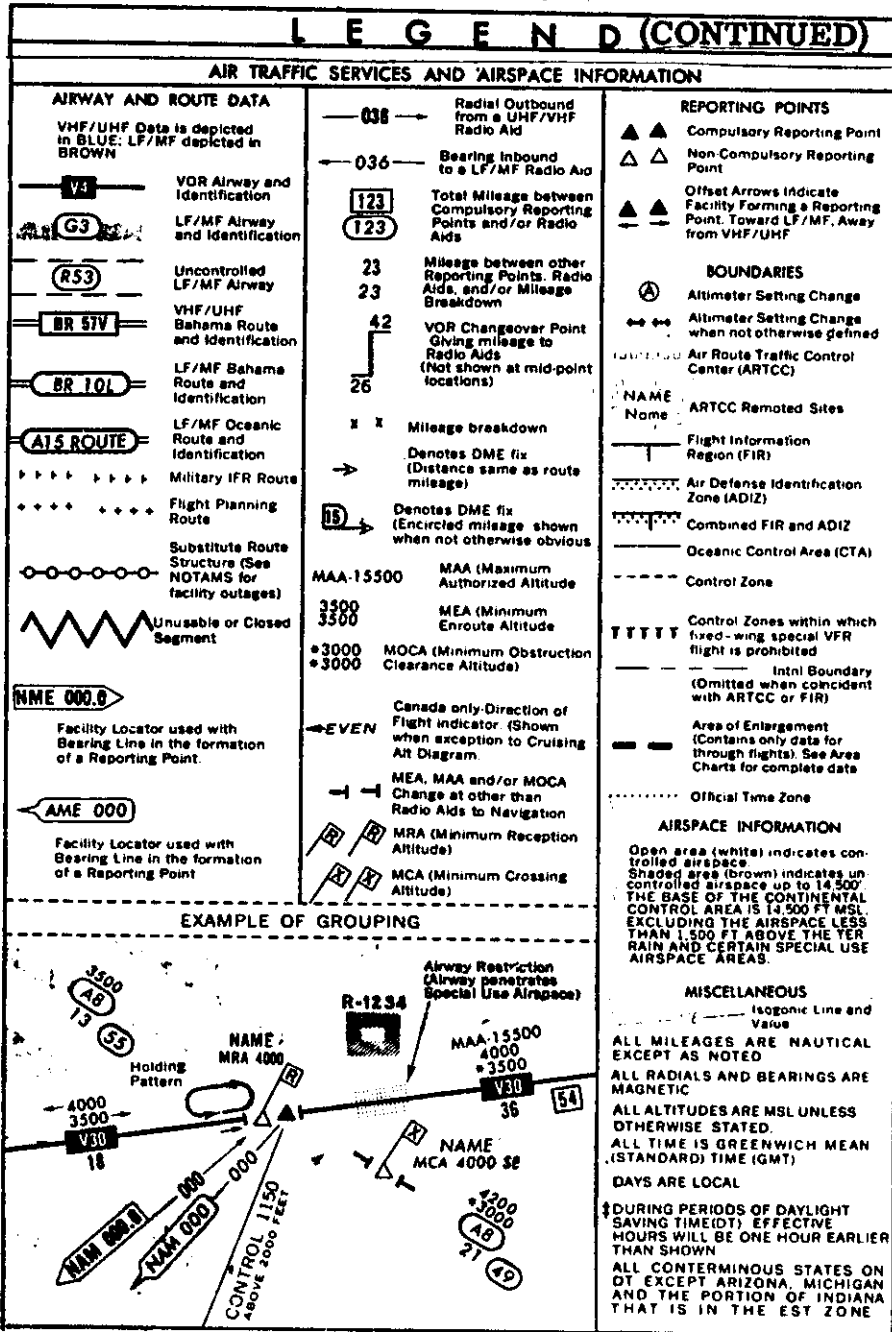 LEGEND (CONTINUED)
AIR TRAFFIC SERVICES AND AIRSPACE INFORMATION
AIRWAY AND ROUTE DATA
VHF/UHF Data is depicted
in BLUE; LF/MF depicted in
BROWN
V4
VOR Airway and
Identification
G3
LF/MF Airway
and Identification
R53
Uncontrolled
LF/MF Airway
BR 57V
VHF/UHF
Bahama Route
and Identification
BR 10L
LF/MF Bahama
Route and
Identification
A15 ROUTE
LF/MF Oceanic
Route and
Identification
Military IFR Route
Flight Planning
Route
Substitute Route
Structure (See
NOTAMS for
facility outages)
Unusable or Closed
Segment
NME 000.0
Facility Locator used with
Bearing Line in the formation
of a Reporting Point.
AME 000
Facility Locator used with
Bearing Line in the formation
of a Reporting Point
036
Radial Outbound
from a UHF/VHF
Radio Aid
036
Bearing Inbound
to a LF/MF Radio Aid
123
123
Total Mileage between
Compulsory Reporting
Points and/or Radio
Aids
23
23
Mileage between other
Reporting Points, Radio
Aids, and/or Mileage
Breakdown
42
26
VOR Changeover Point
Giving mileage to
Radio Aids
(Not shown at mid-point
locations)
x x Mileage breakdown
Denotes DME fix
(Distance same as route
mileage)
15
Denotes DME fix
(Encircled mileage shown
when not otherwise obvious
MAA-15500
MAA (Maximum
Authorized Altitude
3500
3500
MEA (Minimum
Enroute Altitude
*3000
*3000
MOCA (Minimum Obstruction
Clearance Altitude)
EVEN
Canada only-Direction of
Flight indicator. (Shown
when exception to Cruising
Alt Diagram.
MEA, MAA and/or MOCA
Change at other than
Radio Aids to Navigation
R R
MRA (Minimum Reception
Altitude)
X X
MCA (Minimum Crossing
Altitude)
REPORTING POINTS
Compulsory Reporting Point
Non-Compulsory Reporting
Point
Offset Arrows Indicate
Facility Forming a Reporting
Point. Toward LF/MF, Away
from VHF/UHF
BOUNDARIES
A
Altimeter Setting Change
Altimeter Setting Change
when not otherwise defined
Air Route Traffic Control
Center (ARTCC)
NAME
Name
ARTCC Remoted Sites
Flight Information
Region (FIR)
Air Defense Identification
Zone (ADIZ)
Combined FIR and ADIZ
Oceanic Control Area (CTA)
Control Zone
TTTTT
Control Zones within which
fixed-wing special VFR
flight is prohibited
Intnl Boundary
(Omitted when coincident
with ARTCC or FIR)
Area of Enlargement
(Contains only data for
through flights). See Area
Charts for complete data
Official Time Zone
AIRSPACE INFORMATION
Open area (white) indicates con-
trolled airspace.
Shaded area (brown) indicates un
controlled airspace up to 14,500'.
THE BASE OF THE CONTINENTAL
CONTROL AREA IS 14,500 FT MSL.
EXCLUDING THE AIRSPACE LESS
THAN 1,500 FT ABOVE THE TER
RAIN AND CERTAIN SPECIAL USE
AIRSPACE AREAS.
MISCELLANEOUS
Isogonic Line and
Value
ALL MILEAGES ARE NAUTICAL
EXCEPT AS NOTED
ALL RADIALS AND BEARINGS ARE
MAGNETIC
ALL ALTITUDES ARE MSL UNLESS
OTHERWISE STATED.
ALL TIME IS GREENWICH MEAN
(STANDARD) TIME (GMT)
DAYS ARE LOCAL
‡DURING PERIODS OF DAYLIGHT
SAVING TIME(DT) EFFECTIVE
HOURS WILL BE ONE HOUR EARLIER
THAN SHOWN
ALL CONTERMINOUS STATES ON
DT EXCEPT ARIZONA, MICHIGAN
AND THE PORTION OF INDIANA
THAT IS IN THE EST ZONE
EXAMPLE OF GROUPING
3500
A8
13
55
NAME
MRA 4000
R
Holding
Pattern
4000
3500
V30
18
R-1234
Airway Restriction
(Airway penetrates
Special Use Airspace)
MAA-15500
4000
*3500
V30
36
54
X
NAME
MCA 4000 SE
4200
*3000
A8
21
49
000
000
NAM 000.0
NAM 000
CONTROL 1150
ABOVE 2000 FEET